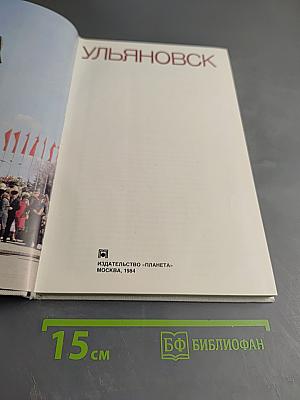 УЛЬЯНОВСК
ИЗДАТЕЛЬСТВО «ПЛАНЕТА»
МОСКВА, 1984
15 см
БФ БИБЛИОФАН